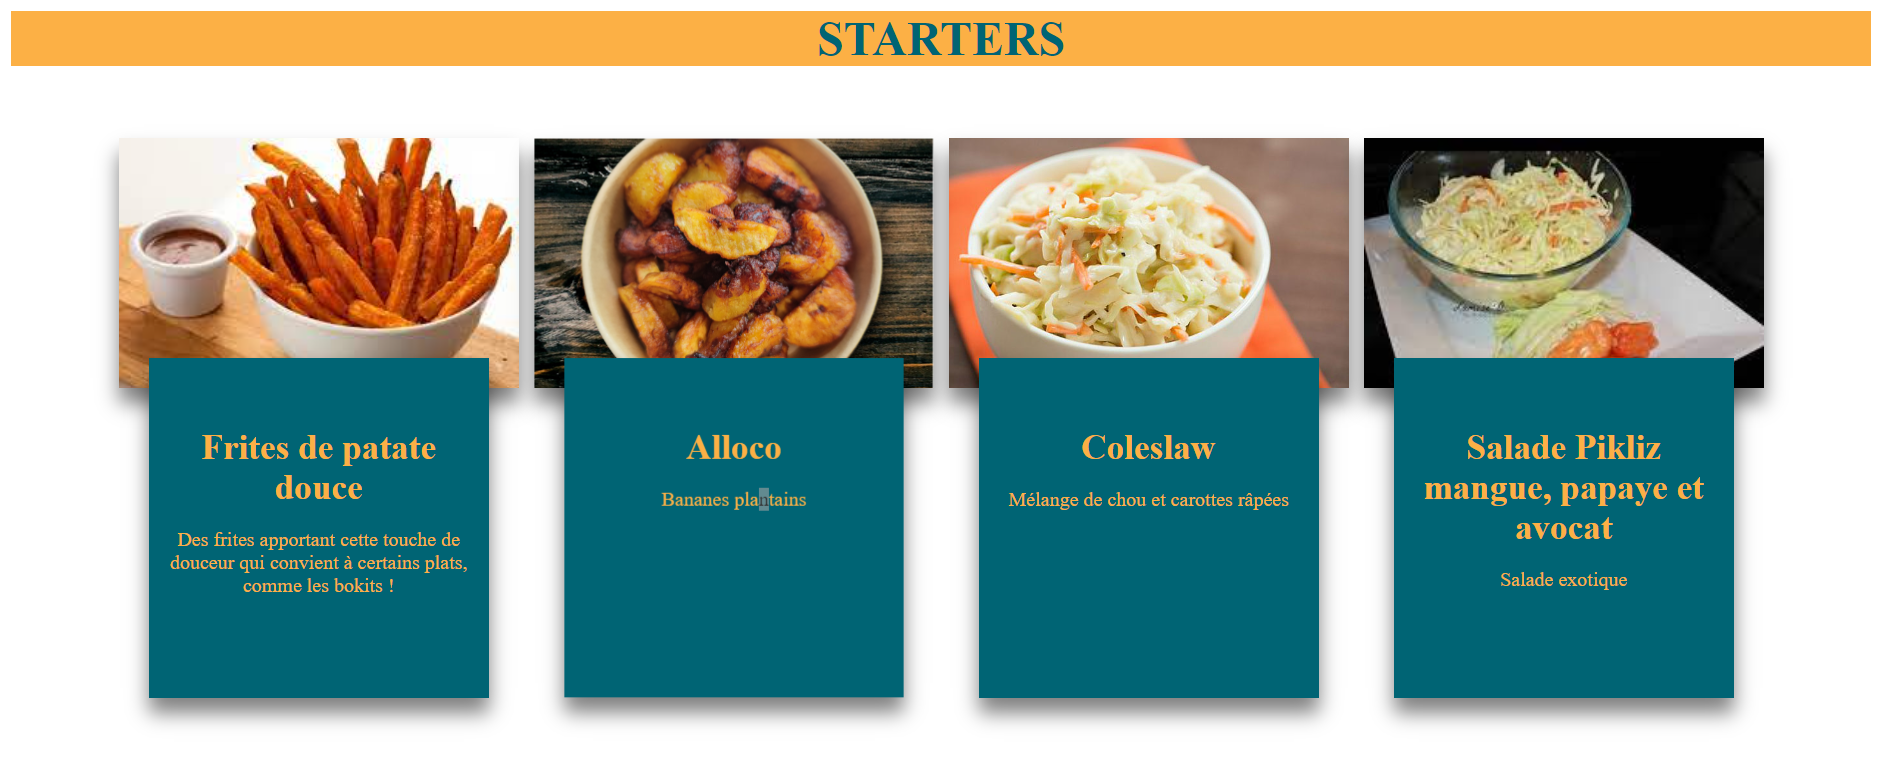 STARTERS
Frites de patate
douce
Des frites apportant cette touche de
douceur qui convient à certains plats,
comme les bokits !
Alloco
Bananes plantains
Coleslaw
Mélange de chou et carottes râpées
Salade Pikliz
mangue, papaye et
avocat
Salade exotique